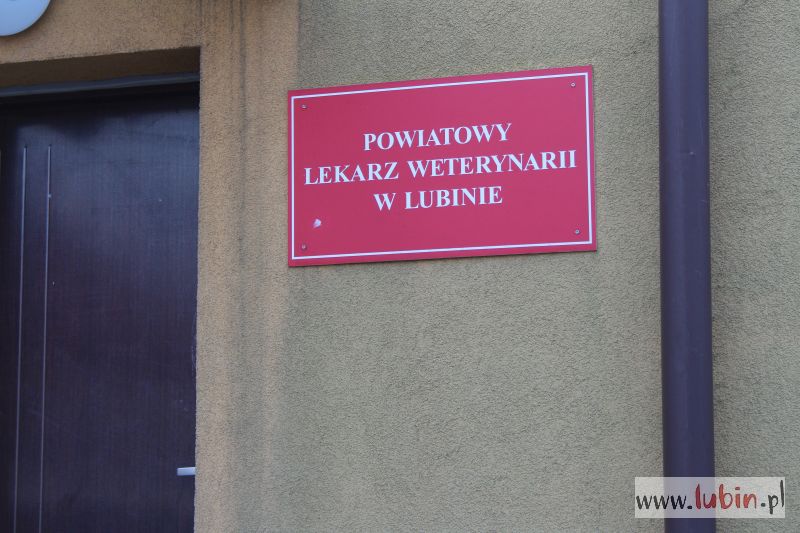 POWIATOWY
LEKARZ WETERYNARII
W LUBINIE
www.lubin.pl